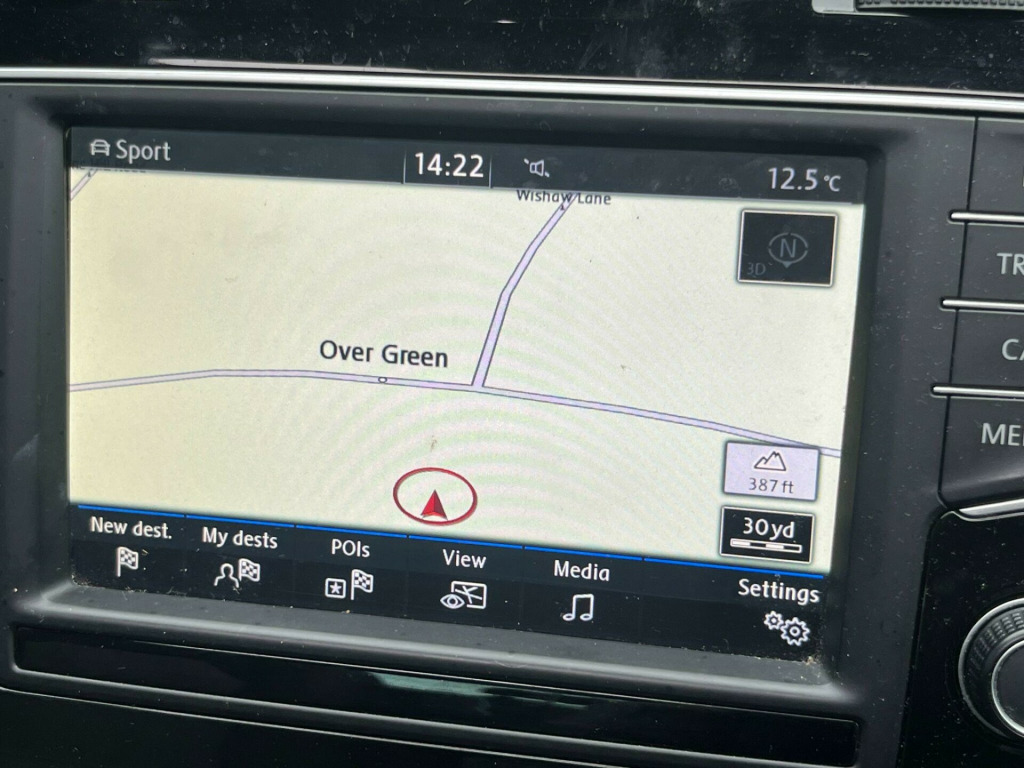 Sport
14:22
12.5 °C
Wishaw Lane
N
3D
TR
Over Green
CA
ME
387 ft
30 yd
New dest.
My dests
POIs
View
Media
Settings